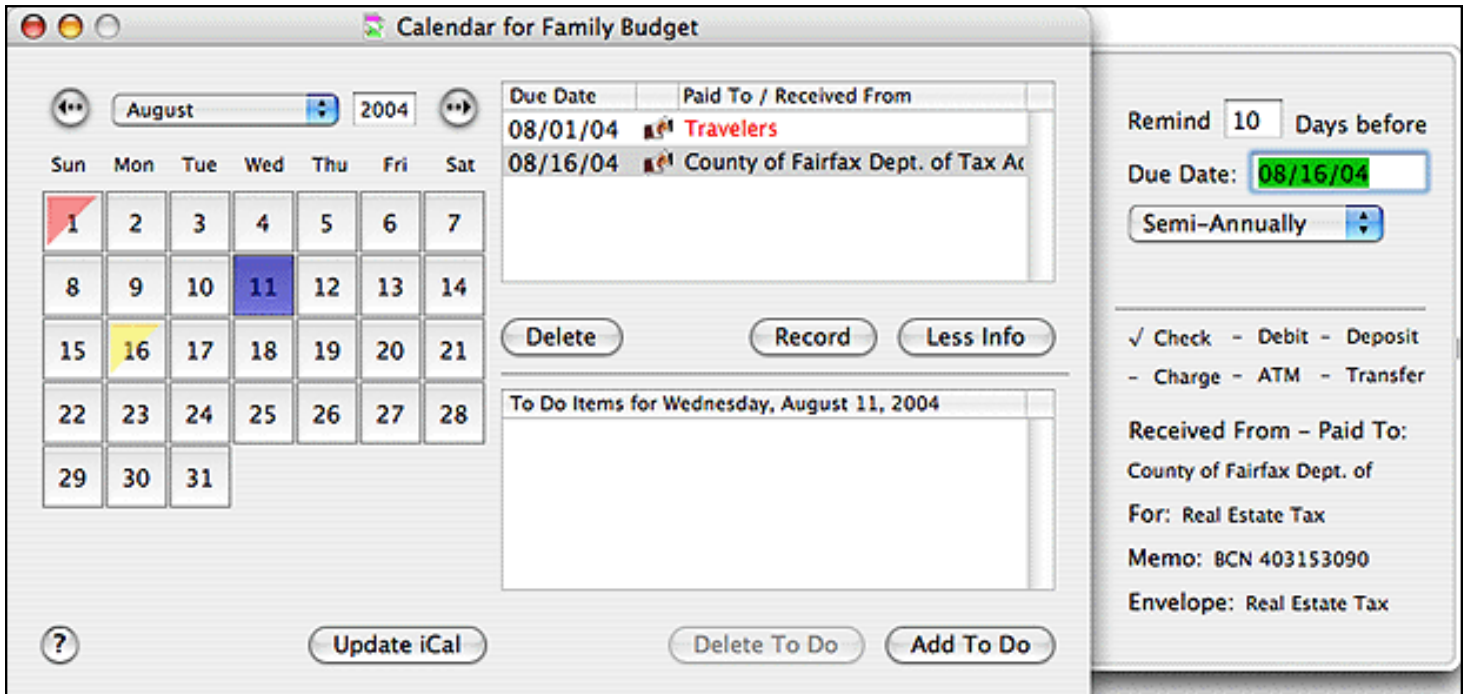 Calendar for Family Budget
August 2004
Sun Mon Tue Wed Thu Fri Sat
1 2 3 4 5 6 7
8 9 10 11 12 13 14
15 16 17 18 19 20 21
22 23 24 25 26 27 28
29 30 31
Due Date Paid To / Received From
08/01/04 Travelers
08/16/04 County of Fairfax Dept. of Tax Ac
Delete Record Less Info
To Do Items for Wednesday, August 11, 2004
? Update iCal Delete To Do Add To Do
Remind 10 Days before
Due Date: 08/16/04
Semi-Annually
√ Check - Debit - Deposit
- Charge - ATM - Transfer
Received From - Paid To:
County of Fairfax Dept. of
For: Real Estate Tax
Memo: BCN 403153090
Envelope: Real Estate Tax